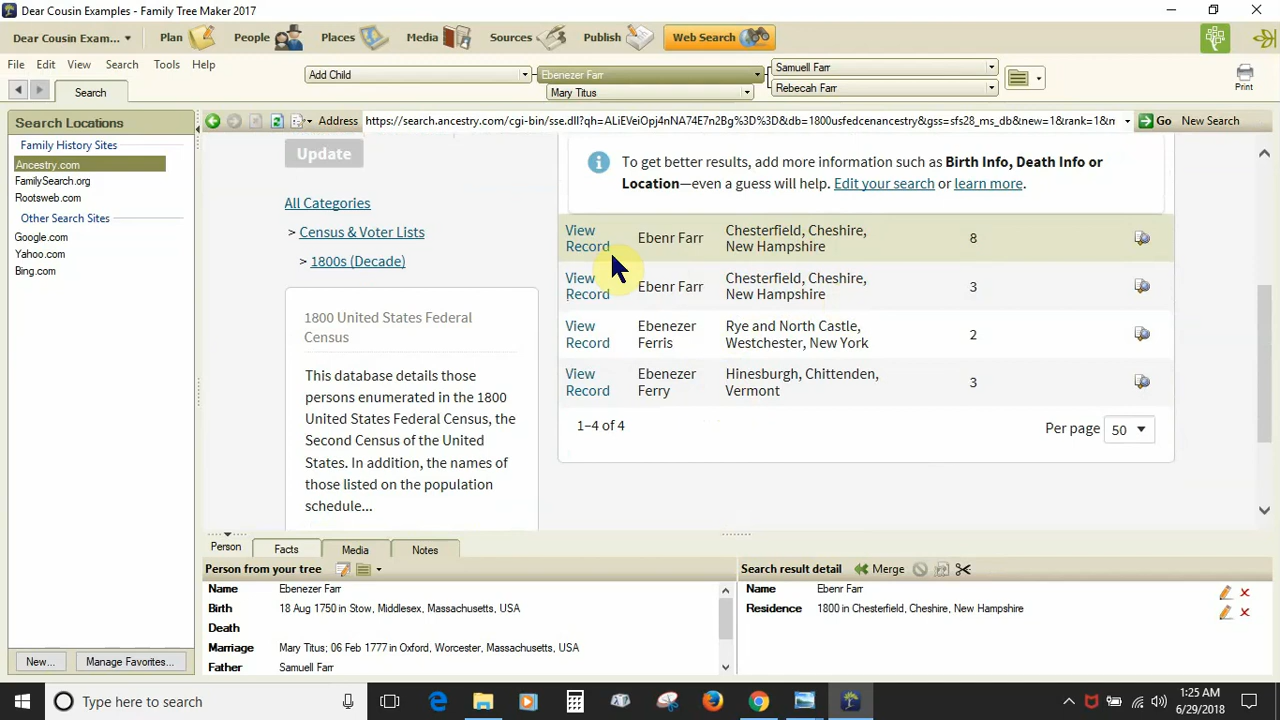 Dear Cousin Examples - Family Tree Maker 2017
Dear Cousin Exam... Plan People Places Media Sources Publish Web Search
File Edit View Search Tools Help
Add Child Ebenezer Farr Samuell Farr
Mary Titus Rebecah Farr
Print
Search
Search Locations
Family History Sites
Ancestry.com
FamilySearch.org
Rootsweb.com
Other Search Sites
Google.com
Yahoo.com
Bing.com
New... Manage Favorites...
Address https://search.ancestry.com/cgi-bin/sse.dll?qh=ALiEVeiOpj4nNA74E7n2Bg%3D%3D&db=1800usfedcenancestry&gss=sfs28_ms_db&new=1&rank=1&m Go New Search
Update
All Categories
> Census & Voter Lists
> 1800s (Decade)
1800 United States Federal
Census
This database details those
persons enumerated in the 1800
United States Federal Census, the
Second Census of the United
States. In addition, the names of
those listed on the population
schedule...
To get better results, add more information such as Birth Info, Death Info or
Location—even a guess will help. Edit your search or learn more.
View Record Ebenr Farr Chesterfield, Cheshire, New Hampshire 8
View Record Ebenr Farr Chesterfield, Cheshire, New Hampshire 3
View Record Ebenezer Ferris Rye and North Castle, Westchester, New York 2
View Record Ebenezer Ferry Hinesburgh, Chittenden, Vermont 3
1–4 of 4 Per page 50
Person Facts Media Notes
Person from your tree
Name Ebenezer Farr
Birth 18 Aug 1750 in Stow, Middlesex, Massachusetts, USA
Death
Marriage Mary Titus; 06 Feb 1777 in Oxford, Worcester, Massachusetts, USA
Father Samuell Farr
Search result detail Merge
Name Ebenr Farr
Residence 1800 in Chesterfield, Cheshire, New Hampshire
Type here to search
1:25 AM
6/29/2018